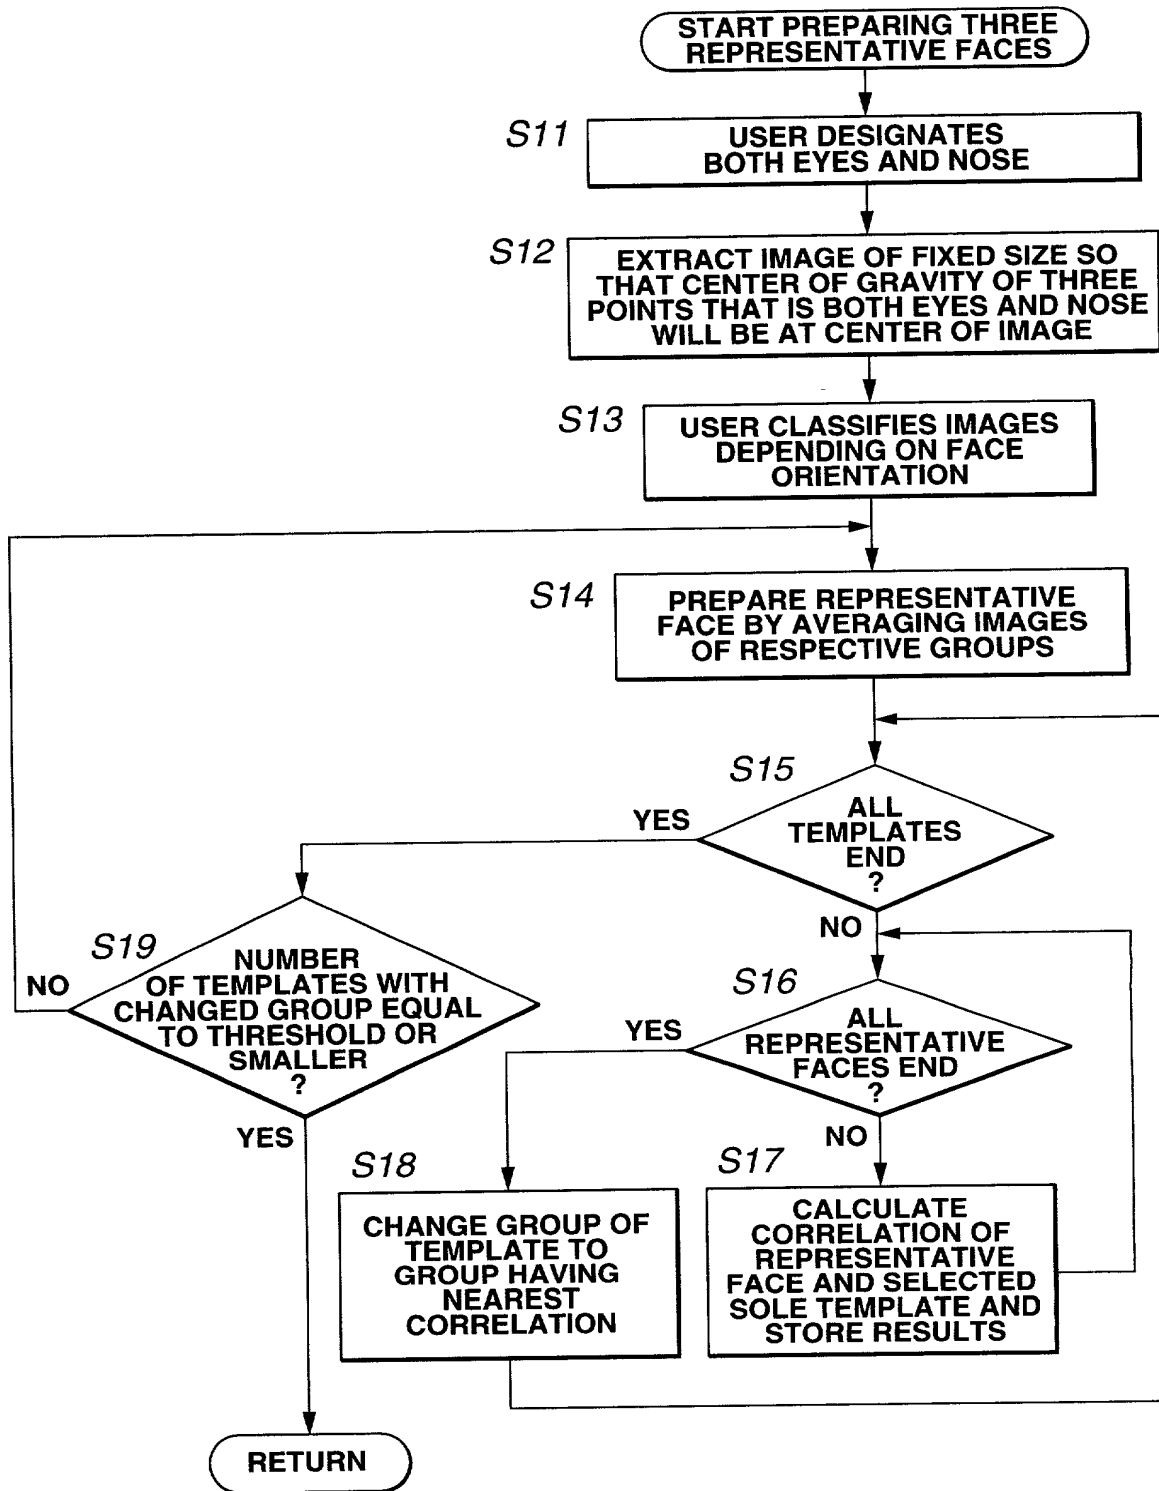 START PREPARING THREE
REPRESENTATIVE FACES
S11
USER DESIGNATES
BOTH EYES AND NOSE
S12
EXTRACT IMAGE OF FIXED SIZE SO
THAT CENTER OF GRAVITY OF THREE
POINTS THAT IS BOTH EYES AND NOSE
WILL BE AT CENTER OF IMAGE
S13
USER CLASSIFIES IMAGES
DEPENDING ON FACE
ORIENTATION
S14
PREPARE REPRESENTATIVE
FACE BY AVERAGING IMAGES
OF RESPECTIVE GROUPS
S15
YES
ALL
TEMPLATES
END
?
NO
S19
NO
NUMBER
OF TEMPLATES WITH
CHANGED GROUP EQUAL
TO THRESHOLD OR
SMALLER
?
YES
S16
YES
ALL
REPRESENTATIVE
FACES END
?
NO
S18
CHANGE GROUP OF
TEMPLATE TO
GROUP HAVING
NEAREST
CORRELATION
S17
CALCULATE
CORRELATION OF
REPRESENTATIVE
FACE AND SELECTED
SOLE TEMPLATE AND
STORE RESULTS
RETURN